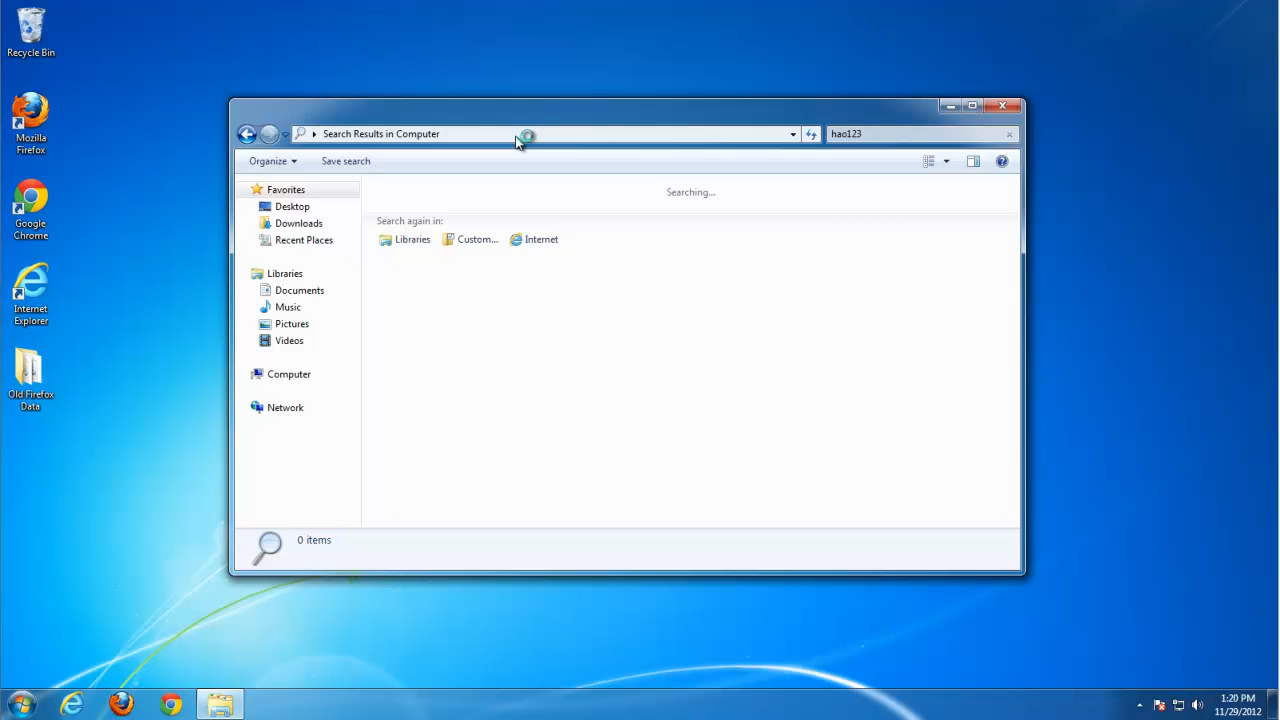 Recycle Bin
Mozilla
Firefox
Google
Chrome
Internet
Explorer
Old Firefox
Data
Search Results in Computer
hao123
Organize
Save search
Favorites
Desktop
Downloads
Recent Places
Libraries
Documents
Music
Pictures
Videos
Computer
Network
Searching...
Search again in:
Libraries
Custom...
Internet
0 items
1:20 PM
11/29/2012